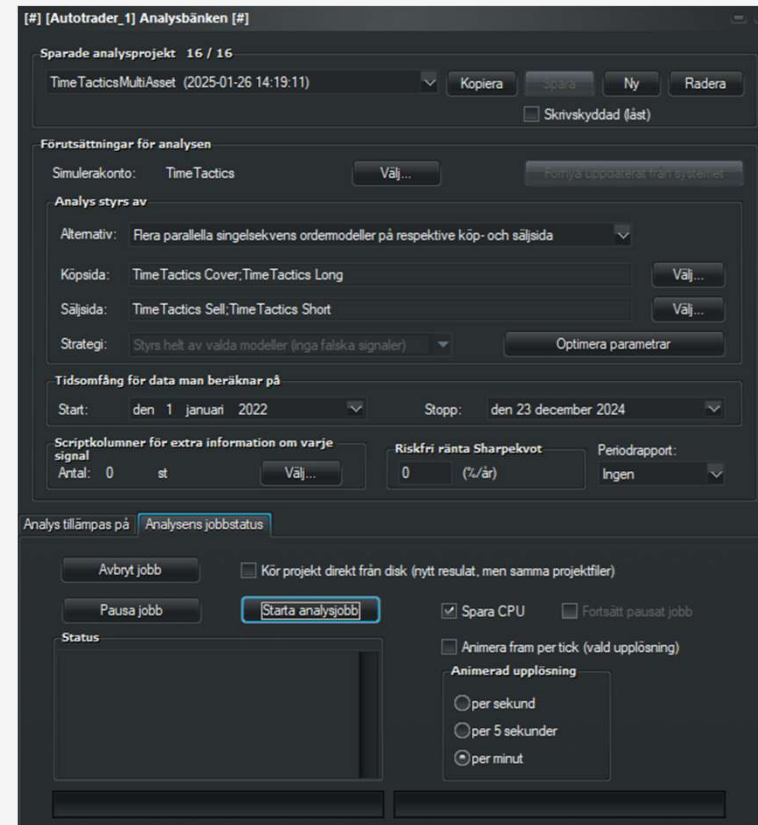 [#] [Autotrader_1] Analysbänken [#]
Sparade analysprojekt 16 / 16
TimeTacticsMultiAsset (2025-01-26 14:19:11)
Kopiera
Spara
Ny
Radera
Skrivskyddad (låst)
Förutsättningar för analysen
Simulerakonto: TimeTactics
Välj...
Förnya uppdaterat från systemet
Analys styrs av
Alternativ: Flera parallella singelsekvens ordermodeller på respektive köp- och säljsida
Köpsida: TimeTactics Cover;TimeTactics Long
Välj...
Säljsida: TimeTactics Sell;TimeTactics Short
Välj...
Strategi: Styrs helt av valda modeller (inga falska signaler)
Optimera parametrar
Tidsomfång för data man beräknar på
Start: den 1 januari 2022
Stopp: den 23 december 2024
Scriptkolumner för extra information om varje
signal
Antal: 0 st
Välj...
Riskfri ränta Sharpekvot
0 (%/år)
Periodrapport:
Ingen
Analys tillämpas på
Analysens jobbstatus
Avbryt jobb
Kör projekt direkt från disk (nytt resulat, men samma projektfiler)
Pausa jobb
Starta analysjobb
Spara CPU
Fortsätt pausat jobb
Status
Animera fram per tick (vald upplösning)
Animerad upplösning
per sekund
per 5 sekunder
per minut